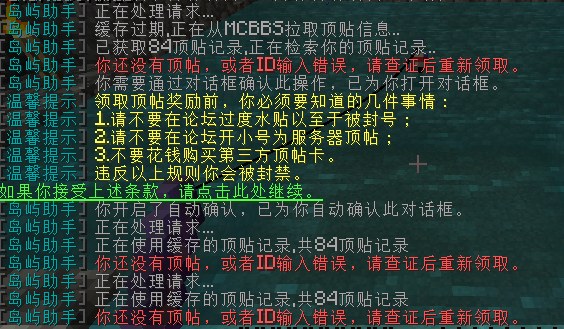 [岛屿助手] 正在处理请求...
[岛屿助手] 缓存过期,正在从MCBBS拉取顶贴信息...
[岛屿助手] 已获取84顶贴记录,正在检索你的顶贴记录..
[岛屿助手] 你还没有顶帖，或者ID输入错误，请查证后重新领取。
[岛屿助手] 你需要通过对话框确认此操作，已为你打开对话框。
[温馨提示] 领取顶帖奖励前，你必须要知道的几件事情：
[温馨提示] 1.请不要在论坛过度水贴以至于被封号；
[温馨提示] 2.请不要在论坛开小号为服务器顶帖；
[温馨提示] 3.不要花钱购买第三方顶帖卡。
[温馨提示] 违反以上规则你会被封禁。
如果你接受上述条款，请点击此处继续。
[岛屿助手] 你开启了自动确认，已为你自动确认此对话框。
[岛屿助手] 正在处理请求...
[岛屿助手] 正在使用缓存的顶贴记录,共84顶贴记录
[岛屿助手] 你还没有顶帖，或者ID输入错误，请查证后重新领取。
[岛屿助手] 正在处理请求...
[岛屿助手] 正在使用缓存的顶贴记录,共84顶贴记录
[岛屿助手] 你还没有顶帖，或者ID输入错误，请查证后重新领取。